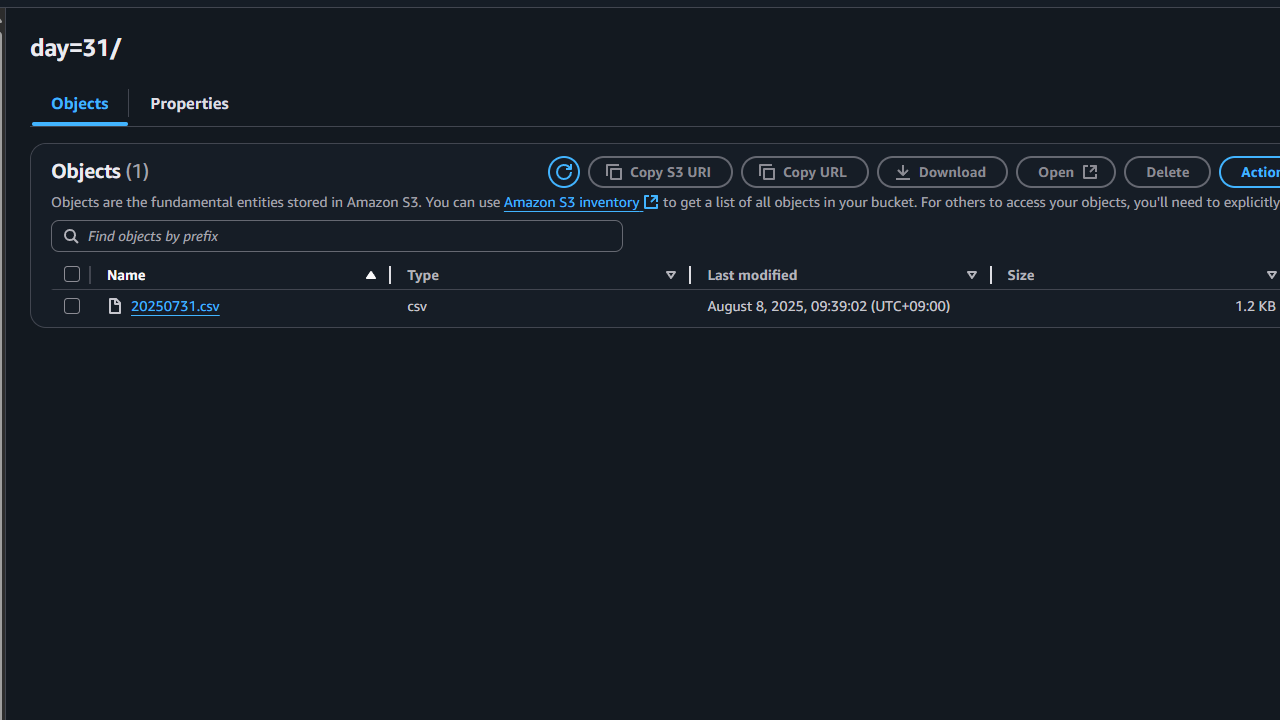 day=31/
Objects Properties
Objects (1) Copy S3 URI Copy URL Download Open Delete Action
Objects are the fundamental entities stored in Amazon S3. You can use Amazon S3 inventory to get a list of all objects in your bucket. For others to access your objects, you'll need to explicitly
Find objects by prefix
Name Type Last modified Size
20250731.csv csv August 8, 2025, 09:39:02 (UTC+09:00) 1.2 KB